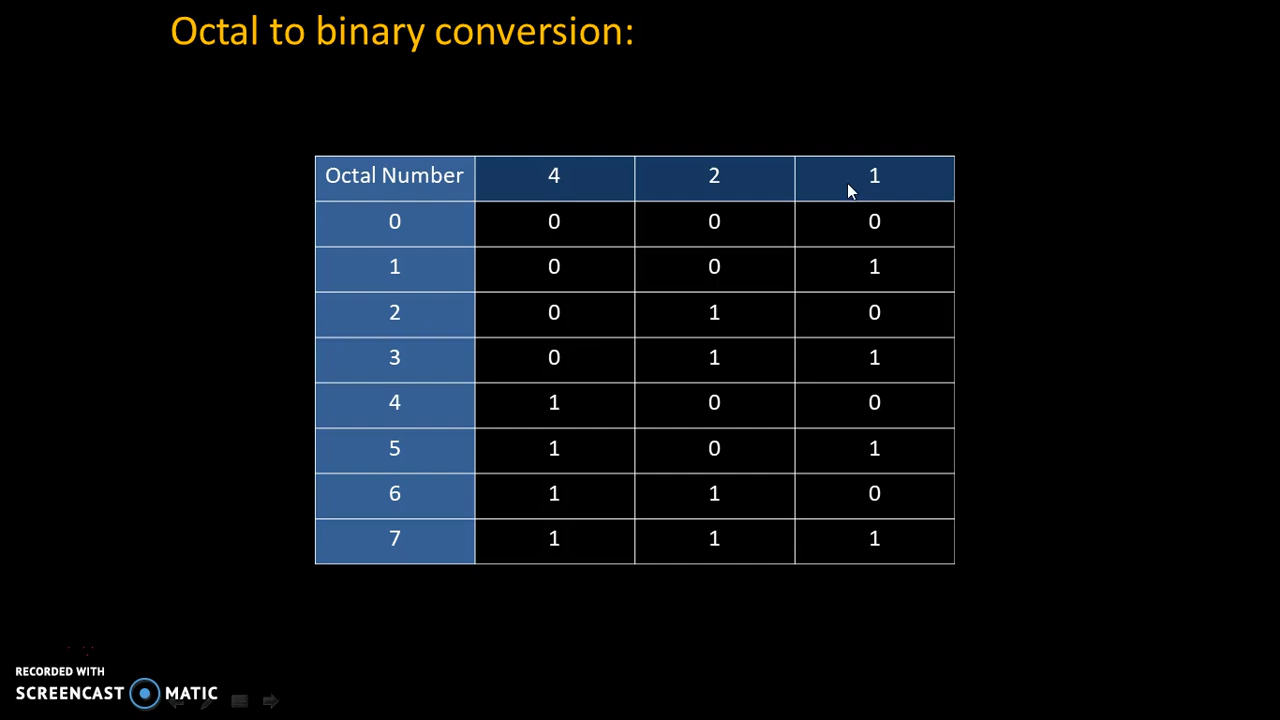 Octal to binary conversion:
Octal Number 4 2 1
0 0 0 0
1 0 0 1
2 0 1 0
3 0 1 1
4 1 0 0
5 1 0 1
6 1 1 0
7 1 1 1
RECORDED WITH
SCREENCAST MATIC